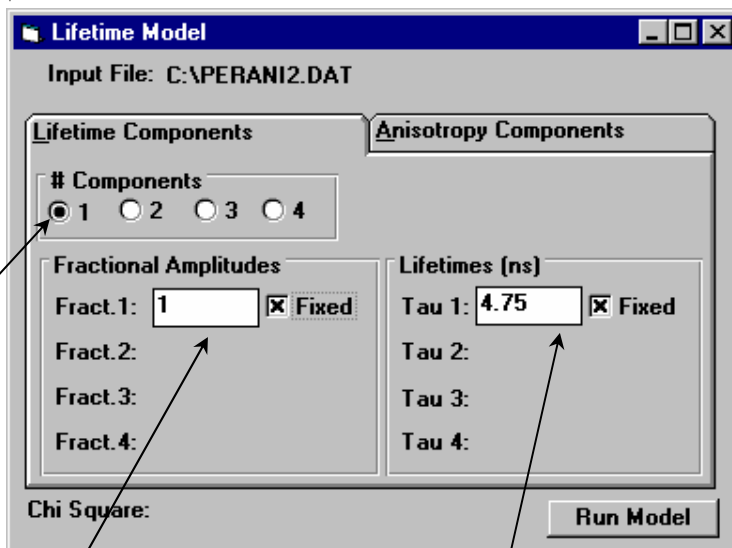 Lifetime Model
Input File: C:\PERANI2.DAT
Lifetime Components
Anisotropy Components
# Components
1 2 3 4
Fractional Amplitudes
Fract.1: 1 Fixed
Fract.2:
Fract.3:
Fract.4:
Lifetimes (ns)
Tau 1: 4.75 Fixed
Tau 2:
Tau 3:
Tau 4:
Chi Square:
Run Model